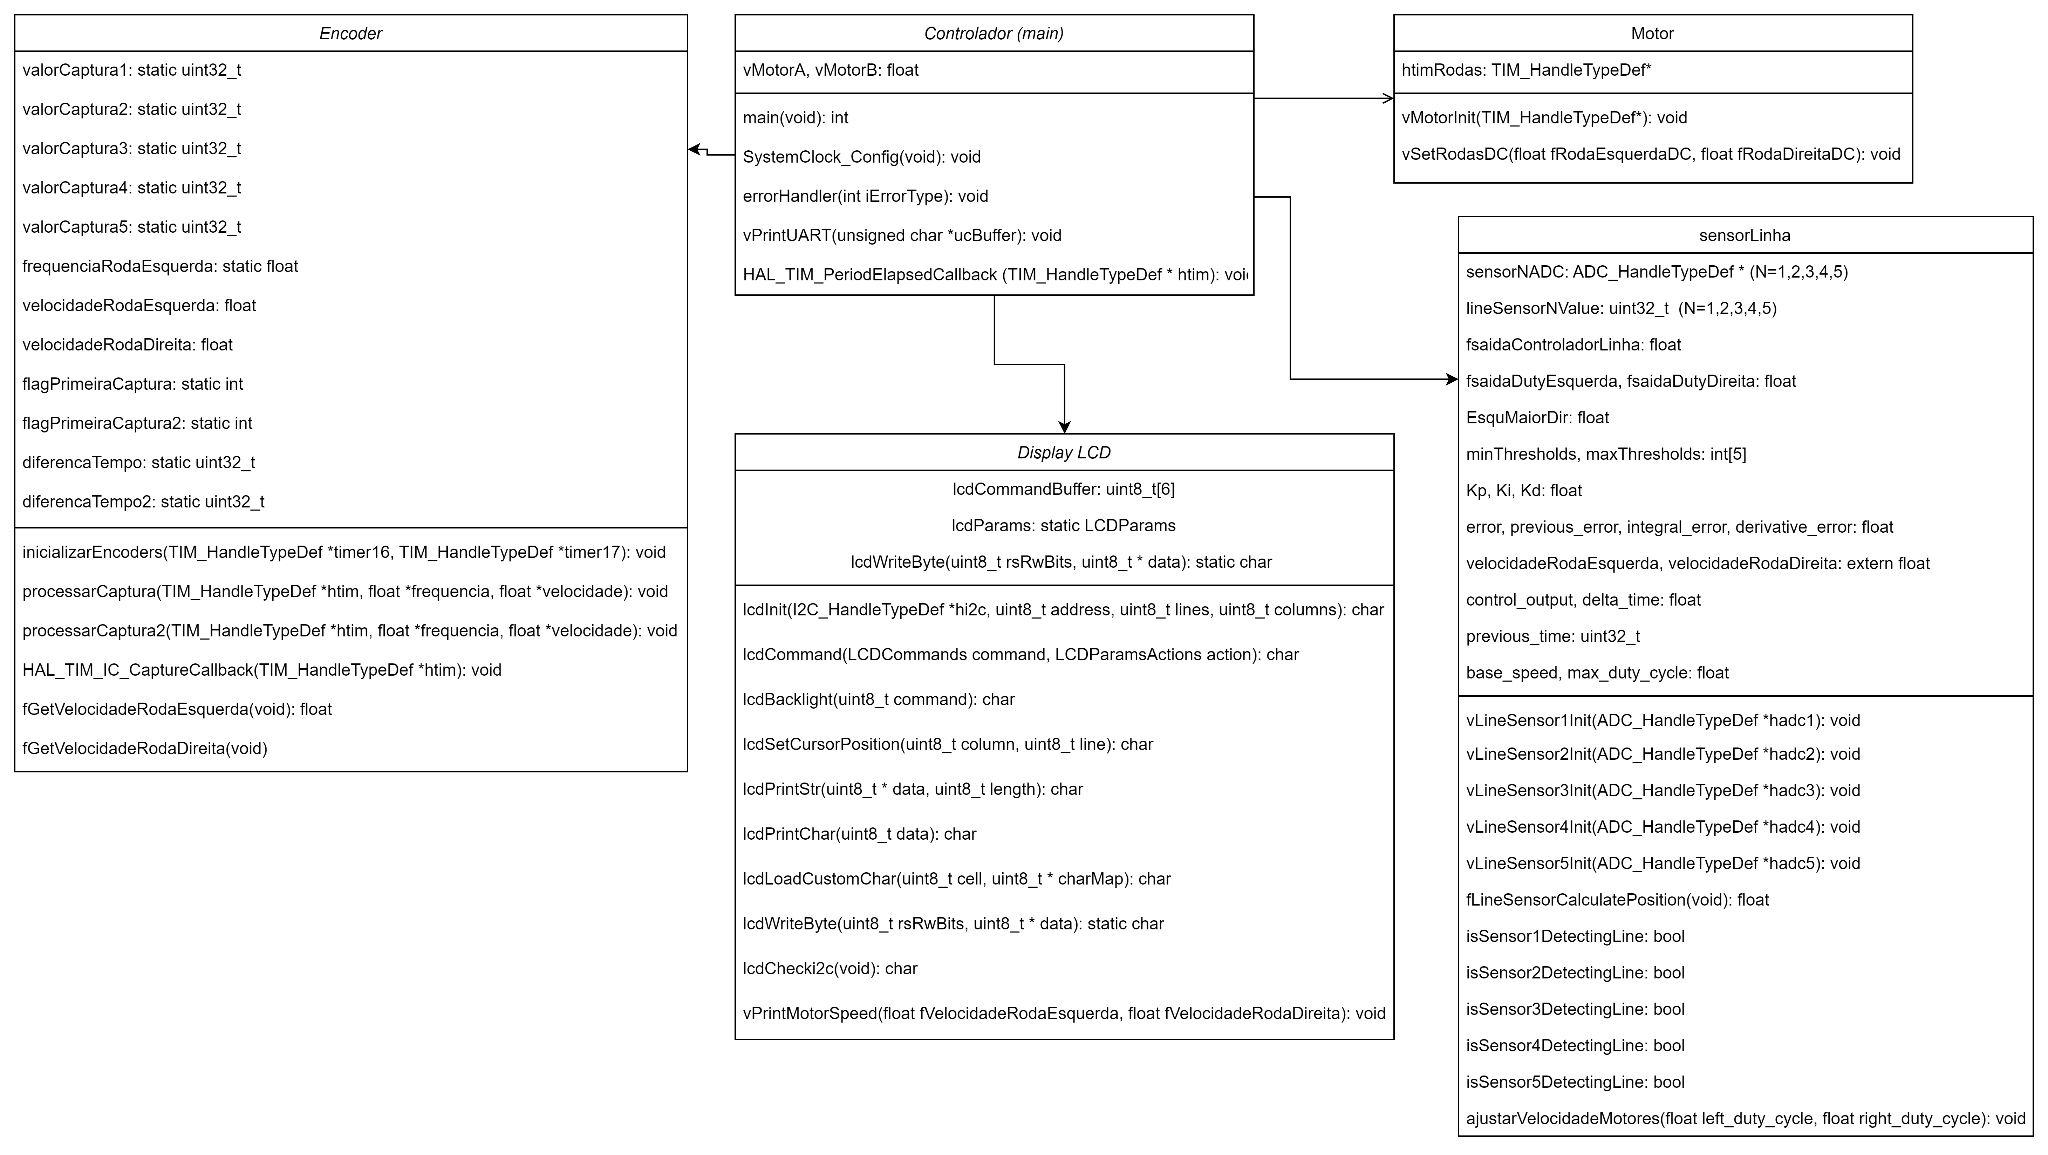 Encoder
valorCaptura1: static uint32_t
valorCaptura2: static uint32_t
valorCaptura3: static uint32_t
valorCaptura4: static uint32_t
valorCaptura5: static uint32_t
frequenciaRodaEsquerda: static float
velocidadeRodaEsquerda: float
velocidadeRodaDireita: float
flagPrimeiraCaptura: static int
flagPrimeiraCaptura2: static int
diferencaTempo: static uint32_t
diferencaTempo2: static uint32_t
inicializarEncoders(TIM_HandleTypeDef *timer16, TIM_HandleTypeDef *timer17): void
processarCaptura(TIM_HandleTypeDef *htim, float *frequencia, float *velocidade): void
processarCaptura2(TIM_HandleTypeDef *htim, float *frequencia, float *velocidade): void
HAL_TIM_IC_CaptureCallback(TIM_HandleTypeDef *htim): void
fGetVelocidadeRodaEsquerda(void): float
fGetVelocidadeRodaDireita(void)
Controlador (main)
vMotorA, vMotorB: float
main(void): int
SystemClock_Config(void): void
errorHandler(int iErrorType): void
vPrintUART(unsigned char *ucBuffer): void
HAL_TIM_PeriodElapsedCallback (TIM_HandleTypeDef * htim): voi
Display LCD
lcdCommandBuffer: uint8_t[6]
lcdParams: static LCDParams
lcdWriteByte(uint8_t rsRwBits, uint8_t * data): static char
lcdInit(I2C_HandleTypeDef *hi2c, uint8_t address, uint8_t lines, uint8_t columns): char
lcdCommand(LCDCommands command, LCDParamsActions action): char
lcdBacklight(uint8_t command): char
lcdSetCursorPosition(uint8_t column, uint8_t line): char
lcdPrintStr(uint8_t * data, uint8_t length): char
lcdPrintChar(uint8_t data): char
lcdLoadCustomChar(uint8_t cell, uint8_t * charMap): char
lcdWriteByte(uint8_t rsRwBits, uint8_t * data): static char
lcdChecki2c(void): char
vPrintMotorSpeed(float fVelocidadeRodaEsquerda, float fVelocidadeRodaDireita): void
Motor
htimRodas: TIM_HandleTypeDef*
vMotorInit(TIM_HandleTypeDef*): void
vSetRodasDC(float fRodaEsquerdaDC, float fRodaDireitaDC): void
sensorLinha
sensorNADC: ADC_HandleTypeDef * (N=1,2,3,4,5)
lineSensorNValue: uint32_t  (N=1,2,3,4,5)
fsaidaControladorLinha: float
fsaidaDutyEsquerda, fsaidaDutyDireita: float
EsquMaiorDir: float
minThresholds, maxThresholds: int[5]
Kp, Ki, Kd: float
error, previous_error, integral_error, derivative_error: float
velocidadeRodaEsquerda, velocidadeRodaDireita: extern float
control_output, delta_time: float
previous_time: uint32_t
base_speed, max_duty_cycle: float
vLineSensor1Init(ADC_HandleTypeDef *hadc1): void
vLineSensor2Init(ADC_HandleTypeDef *hadc2): void
vLineSensor3Init(ADC_HandleTypeDef *hadc3): void
vLineSensor4Init(ADC_HandleTypeDef *hadc4): void
vLineSensor5Init(ADC_HandleTypeDef *hadc5): void
fLineSensorCalculatePosition(void): float
isSensor1DetectingLine: bool
isSensor2DetectingLine: bool
isSensor3DetectingLine: bool
isSensor4DetectingLine: bool
isSensor5DetectingLine: bool
ajustarVelocidadeMotores(float left_duty_cycle, float right_duty_cycle): void